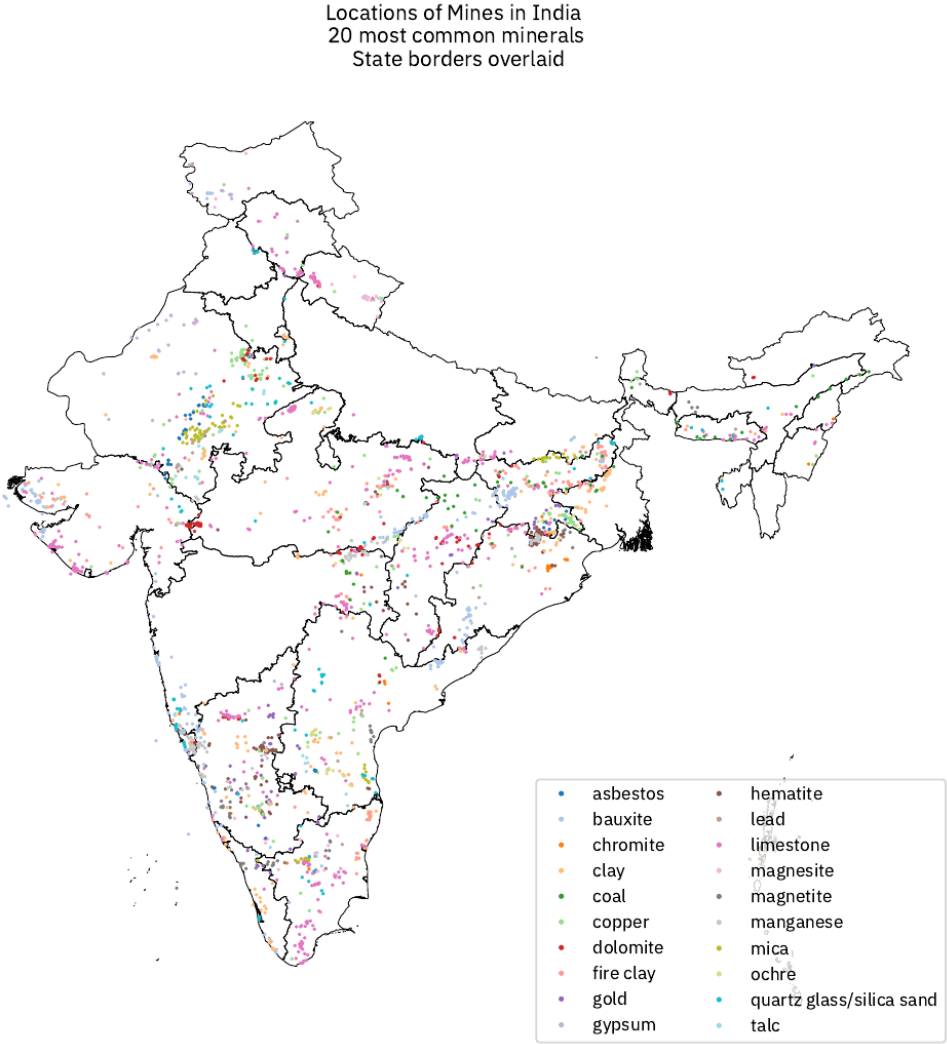 Locations of Mines in India
20 most common minerals
State borders overlaid
asbestos
bauxite
chromite
clay
coal
copper
dolomite
fire clay
gold
gypsum
hematite
lead
limestone
magnesite
magnetite
manganese
mica
ochre
quartz glass/silica sand
talc